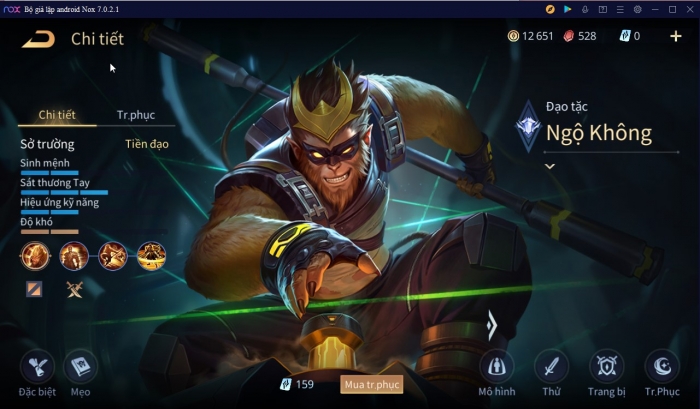 nox Bộ giả lập android Nox 7.0.2.1
Chi tiết
12 651
528
0
Chi tiết
Tr.phục
Sở trường
Tiền đạo
Sinh mệnh
Sát thương Tay
Hiệu ứng kỹ năng
Độ khó
Đạo tặc
Ngộ Không
159
Mua tr.phục
Đặc biệt
Mẹo
Mô hình
Thử
Trang bị
Tr.Phục